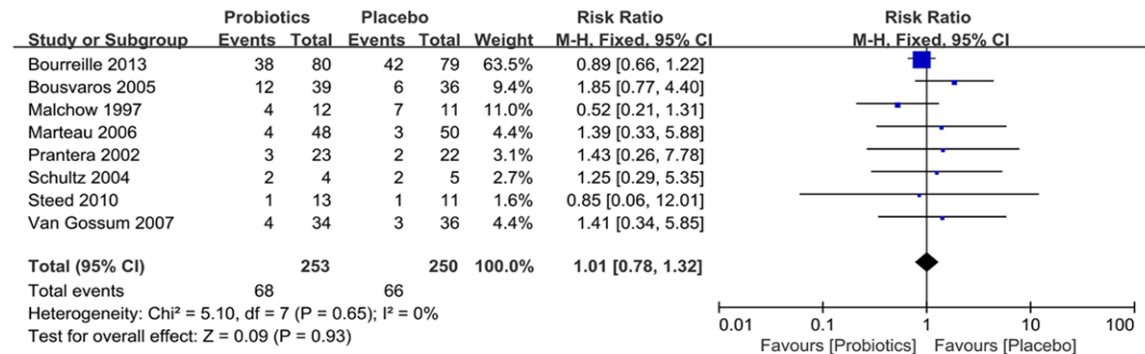 Probiotics Placebo Risk Ratio Risk Ratio
Study or Subgroup Events Total Events Total Weight M-H, Fixed, 95% CI M-H, Fixed, 95% CI
Bourreille 2013 38 80 42 79 63.5% 0.89 [0.66, 1.22]
Bousvaros 2005 12 39 6 36 9.4% 1.85 [0.77, 4.40]
Malchow 1997 4 12 7 11 11.0% 0.52 [0.21, 1.31]
Marteau 2006 4 48 3 50 4.4% 1.39 [0.33, 5.88]
Prantera 2002 3 23 2 22 3.1% 1.43 [0.26, 7.78]
Schultz 2004 2 4 2 5 2.7% 1.25 [0.29, 5.35]
Steed 2010 1 13 1 11 1.6% 0.85 [0.06, 12.01]
Van Gossum 2007 4 34 3 36 4.4% 1.41 [0.34, 5.85]
Total (95% CI) 253 250 100.0% 1.01 [0.78, 1.32]
Total events 68 66
Heterogeneity: Chi² = 5.10, df = 7 (P = 0.65); I² = 0%
Test for overall effect: Z = 0.09 (P = 0.93)
0.01 0.1 1 10 100
Favours [Probiotics] Favours [Placebo]